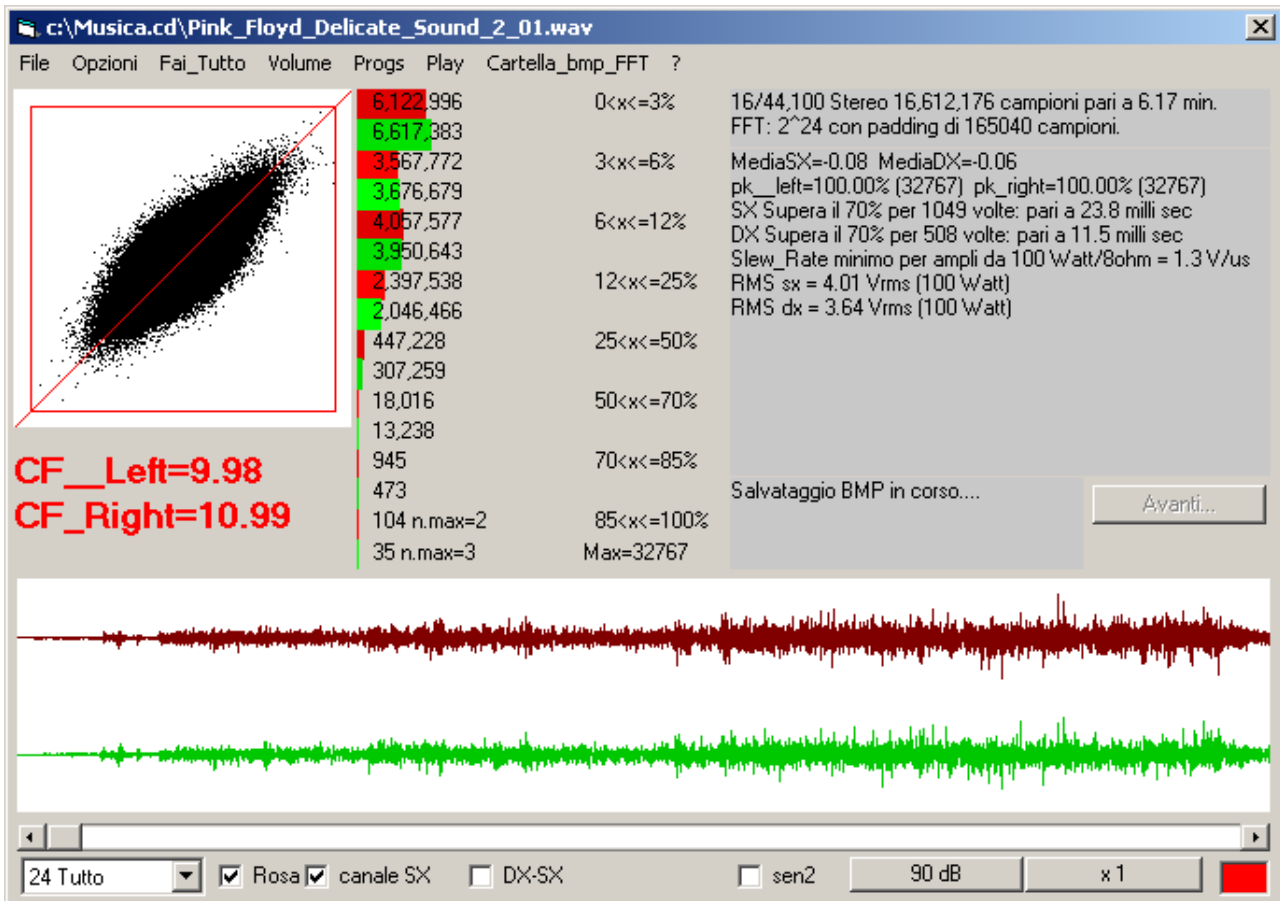 c:\Musica.cd\Pink_Floyd_Delicate_Sound_2_01.wav
File Opzioni Fai_Tutto Volume Progs Play Cartella_bmp_FFT ?
6,122,996 0<x<=3%
6,617,383
3,567,772 3<x<=6%
3,676,679
4,057,577 6<x<=12%
3,950,643
2,397,538 12<x<=25%
2,046,466
447,228 25<x<=50%
307,259
18,016 50<x<=70%
13,238
945 70<x<=85%
473
104 n.max=2 85<x<=100%
35 n.max=3 Max=32767
16/44,100 Stereo 16,612,176 campioni pari a 6.17 min.
FFT: 2^24 con padding di 165040 campioni.
MediaSX=-0.08 MediaDX=-0.06
pk__left=100.00% (32767) pk_right=100.00% (32767)
SX Supera il 70% per 1049 volte: pari a 23.8 milli sec
DX Supera il 70% per 508 volte: pari a 11.5 milli sec
Slew_Rate minimo per ampli da 100 Watt/8ohm = 1.3 V/us
RMS sx = 4.01 Vrms (100 Watt)
RMS dx = 3.64 Vrms (100 Watt)
CF__Left=9.98
CF_Right=10.99
Salvataggio BMP in corso....
Avanti...
24 Tutto Rosa canale SX DX-SX sen2 90 dB x 1